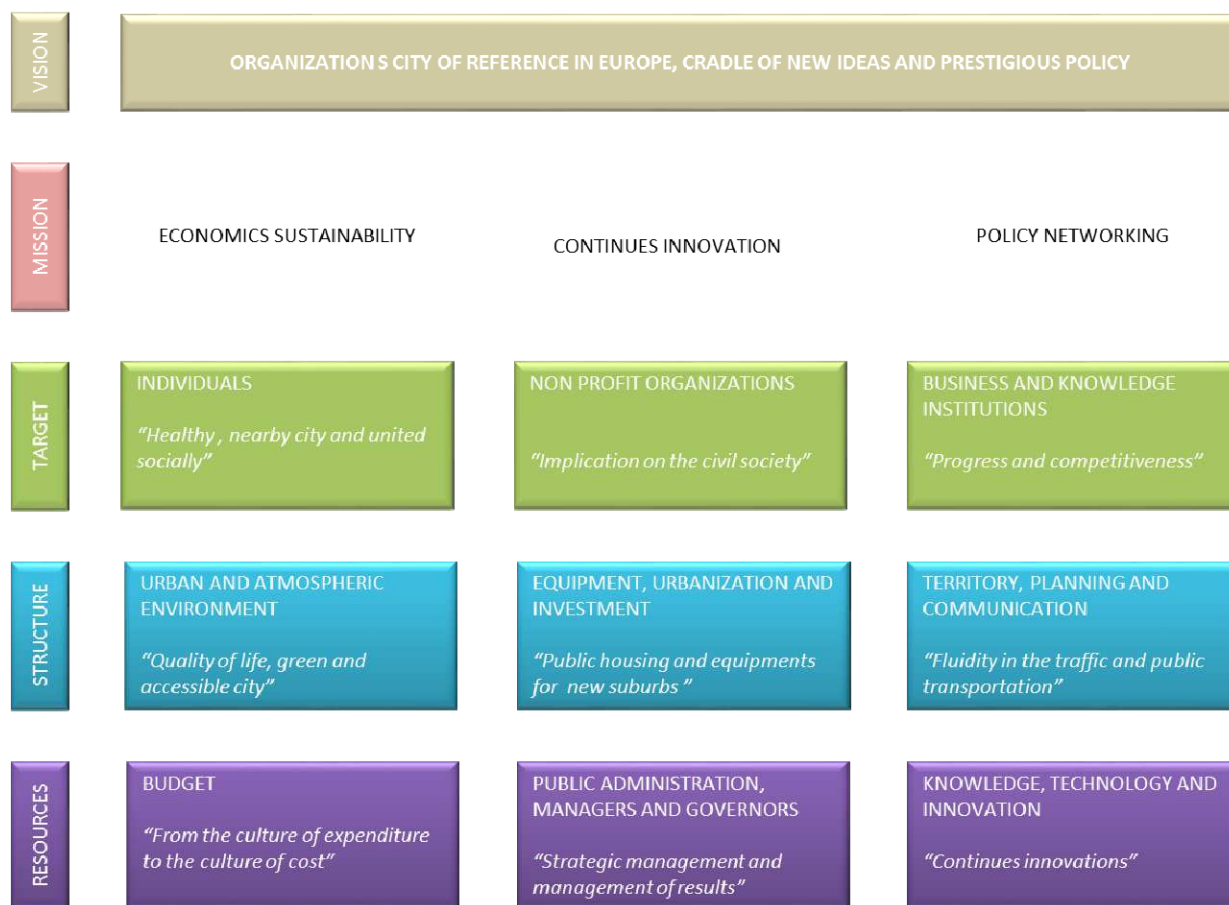 VISION
ORGANIZATION S CITY OF REFERENCE IN EUROPE, CRADLE OF NEW IDEAS AND PRESTIGIOUS POLICY
MISSION
ECONOMICS SUSTAINABILITY
CONTINUES INNOVATION
POLICY NETWORKING
TARGET
INDIVIDUALS
“Healthy , nearby city and united
socially”
NON PROFIT ORGANIZATIONS
“Implication on the civil society”
BUSINESS AND KNOWLEDGE
INSTITUTIONS
“Progress and competitiveness”
STRUCTURE
URBAN AND ATMOSPHERIC
ENVIRONMENT
“Quality of life, green and
accessible city”
EQUIPMENT, URBANIZATION AND
INVESTMENT
“Public housing and equipments
for new suburbs ”
TERRITORY, PLANNING AND
COMMUNICATION
“Fluidity in the traffic and public
transportation”
RESOURCES
BUDGET
“From the culture of expenditure
to the culture of cost”
PUBLIC ADMINISTRATION,
MANAGERS AND GOVERNORS
“Strategic management and
management of results”
KNOWLEDGE, TECHNOLOGY AND
INNOVATION
“Continues innovations”